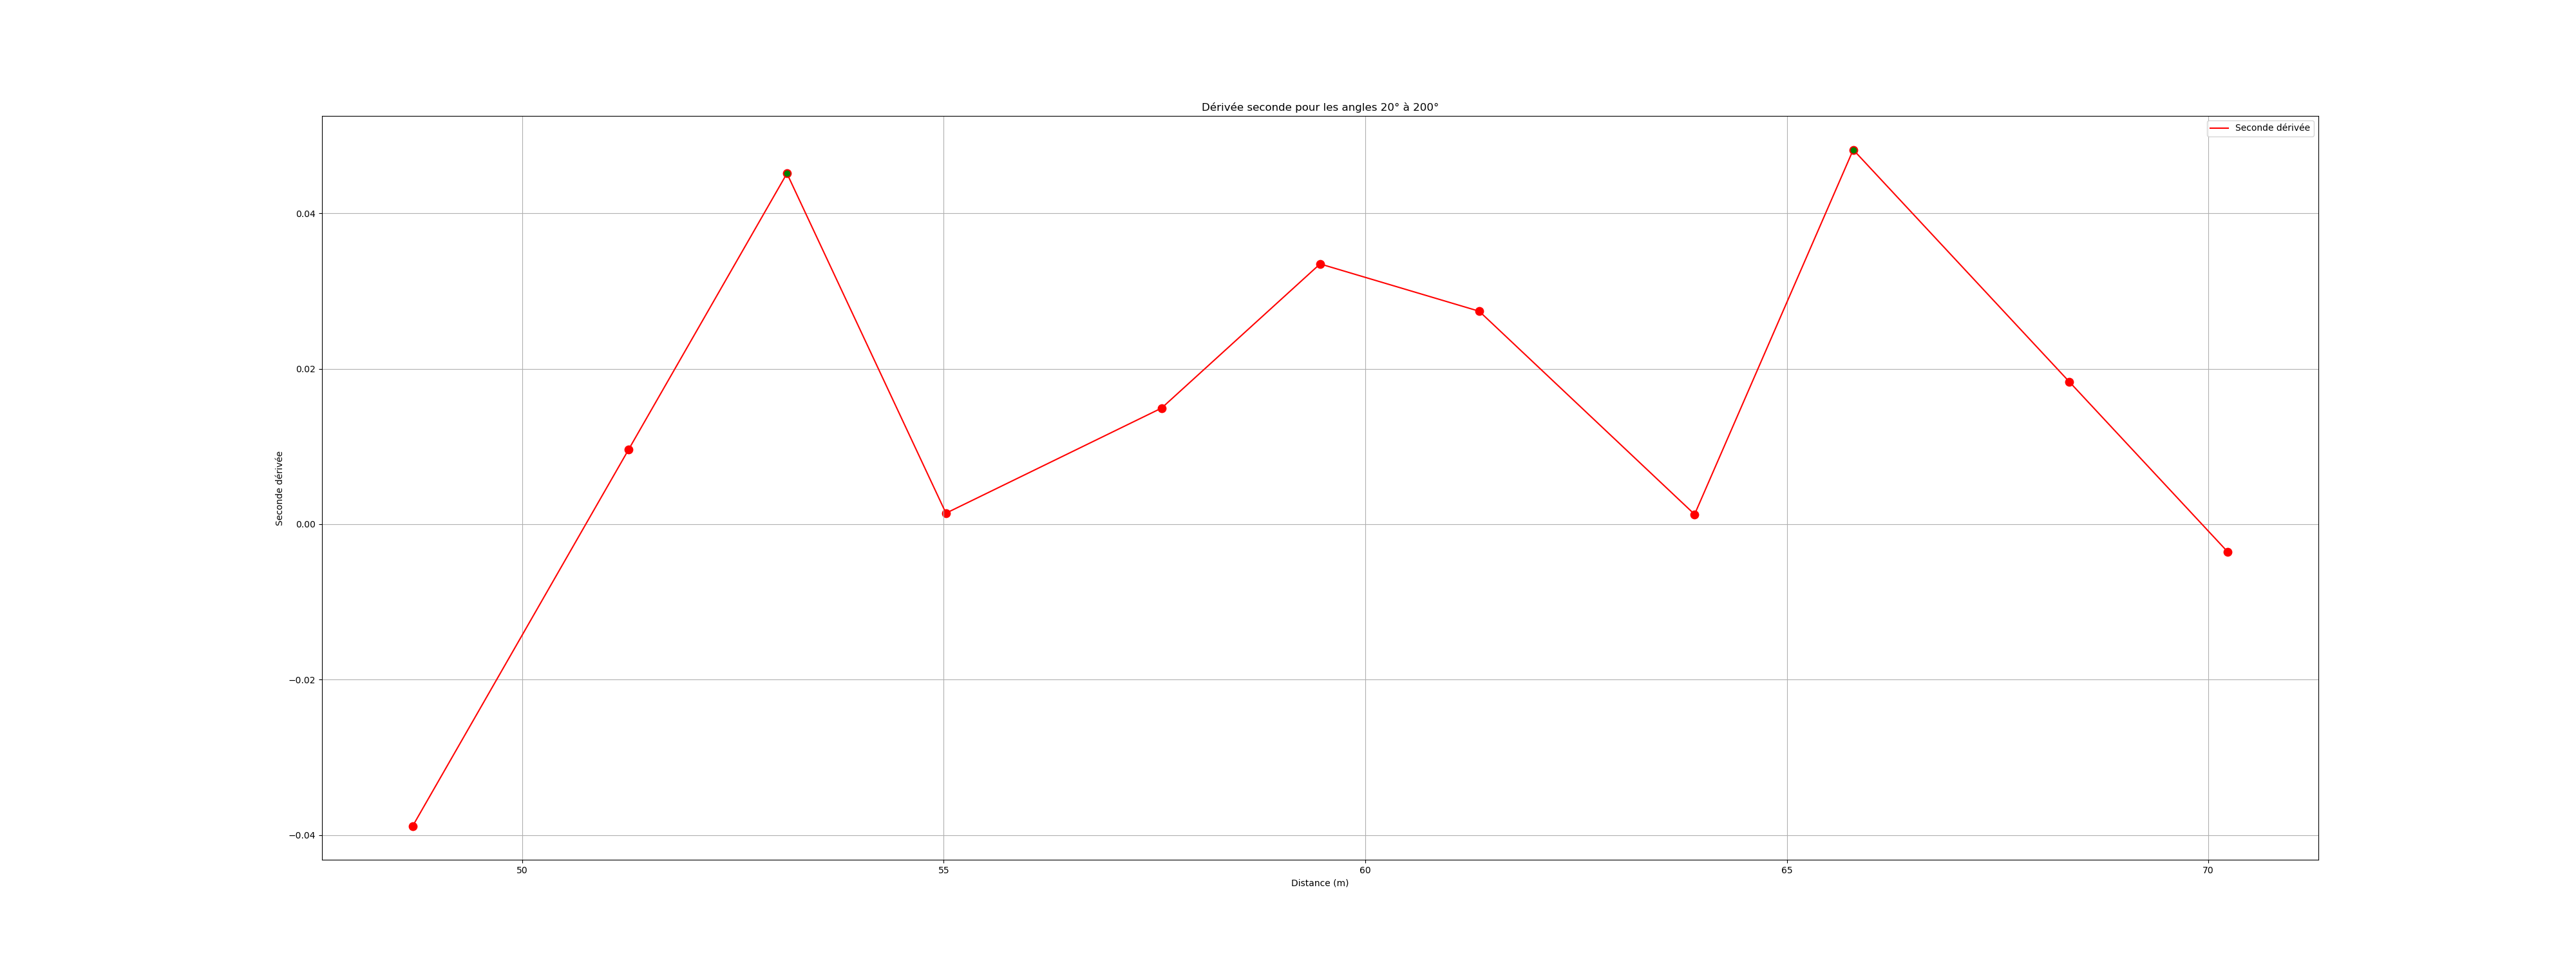 Dérivée seconde pour les angles 20° à 200°
Seconde dérivée
0.04
0.02
0.00
−0.02
−0.04
Seconde dérivée
50
55
60
65
70
Distance (m)